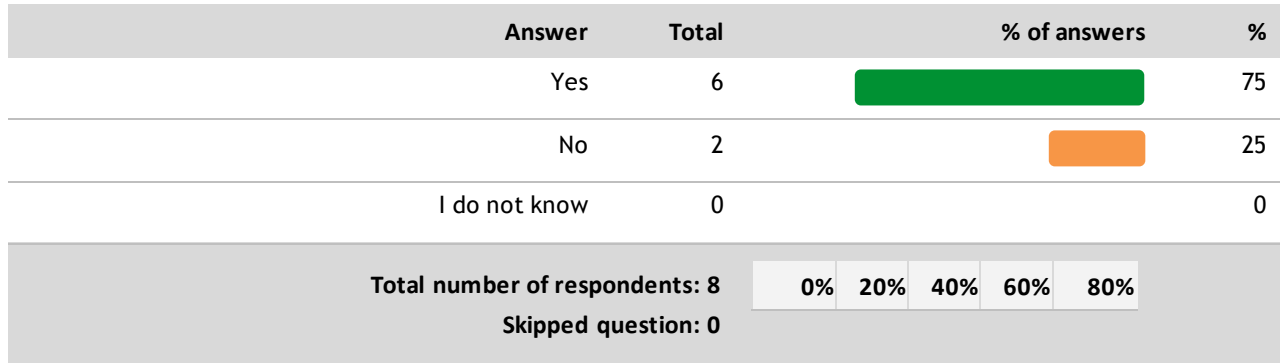 Answer Total % of answers %
Yes 6 75
No 2 25
I do not know 0 0
Total number of respondents: 8 0% 20% 40% 60% 80%
Skipped question: 0